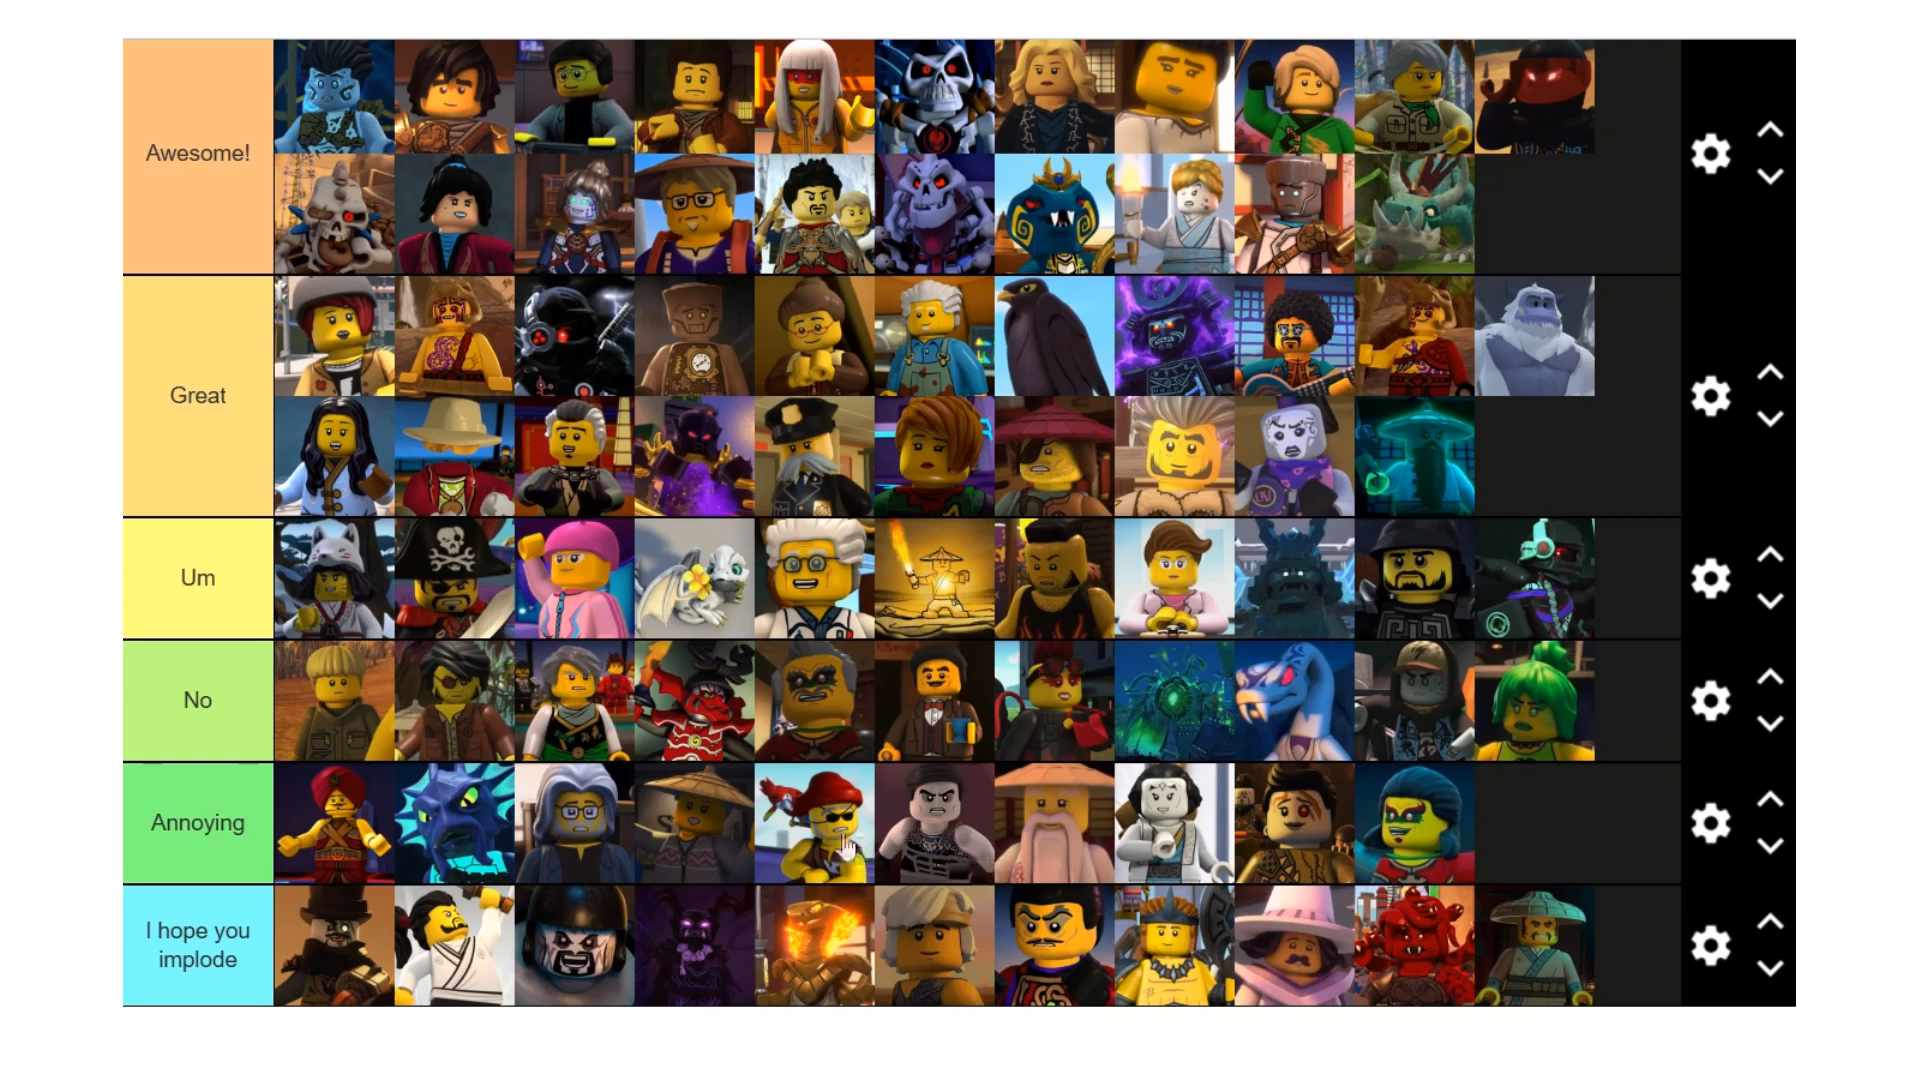 Awesome!
Great
Um
No
Annoying
I hope you
implode